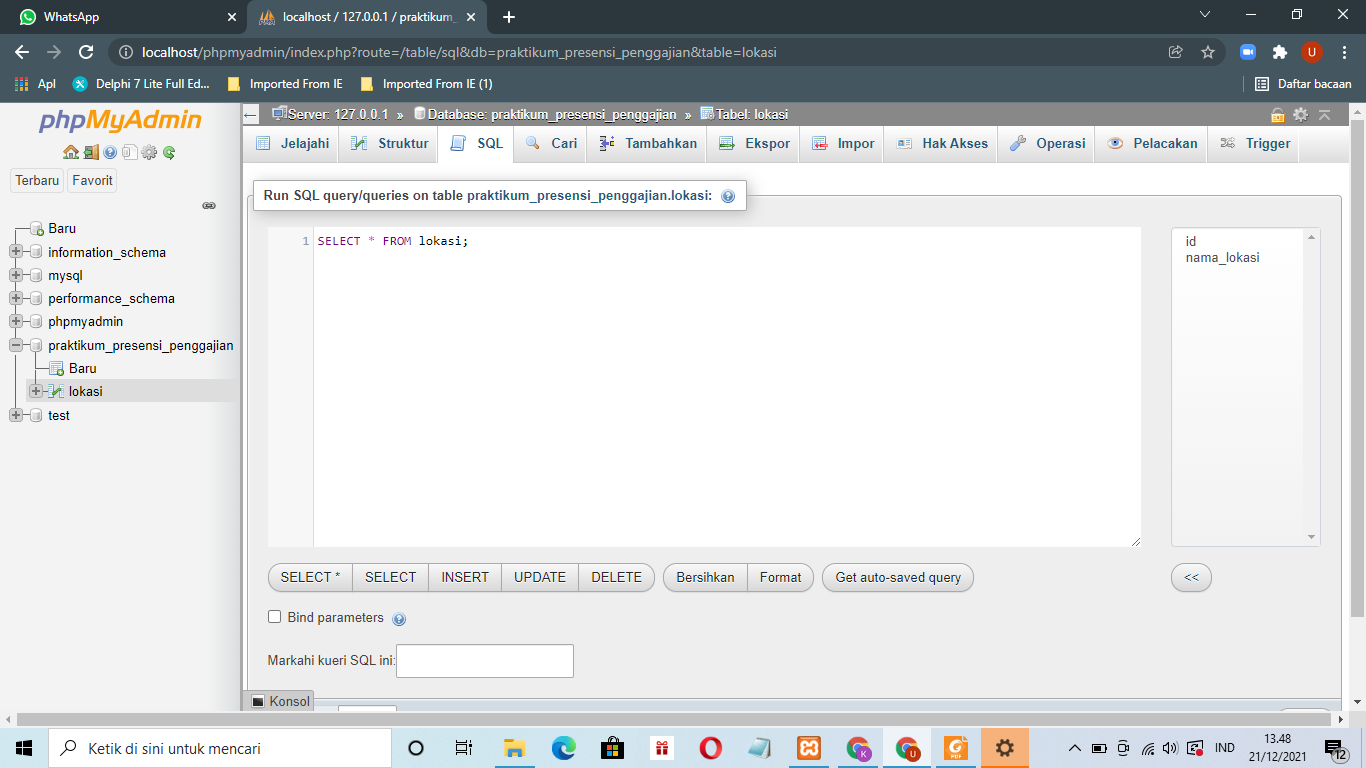 WhatsApp
localhost / 127.0.0.1 / praktikum_
localhost/phpmyadmin/index.php?route=/table/sql&db=praktikum_presensi_penggajian&table=lokasi
U
Apl
Delphi 7 Lite Full Ed...
Imported From IE
Imported From IE (1)
Daftar bacaan
phpMyAdmin
Terbaru
Favorit
Baru
information_schema
mysql
performance_schema
phpmyadmin
praktikum_presensi_penggajian
Baru
lokasi
test
Server: 127.0.0.1 » Database: praktikum_presensi_penggajian » Tabel: lokasi
Jelajahi
Struktur
SQL
Cari
Tambahkan
Ekspor
Impor
Hak Akses
Operasi
Pelacakan
Trigger
Run SQL query/queries on table praktikum_presensi_penggajian.lokasi:
1 SELECT * FROM lokasi;
id
nama_lokasi
SELECT *
SELECT
INSERT
UPDATE
DELETE
Bersihkan
Format
Get auto-saved query
<<
Bind parameters
Markahi kueri SQL ini:
Konsol
Ketik di sini untuk mencari
K
U
PDF
IND
13.48
21/12/2021
12